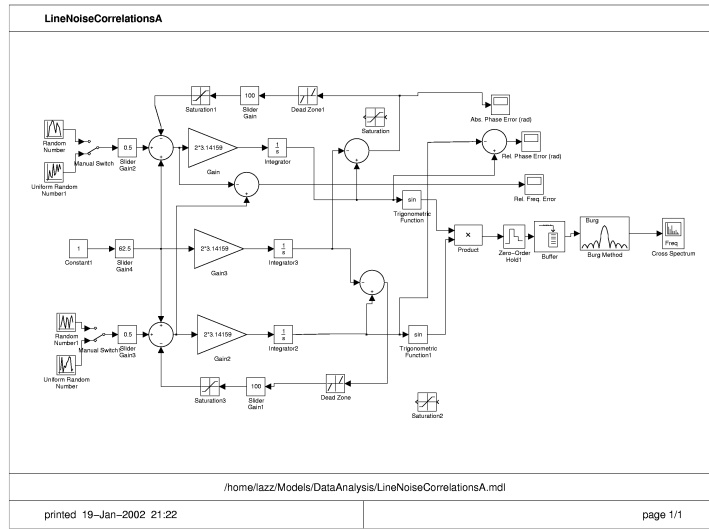 LineNoiseCorrelationsA
100
Saturation1
Slider
Gain
Dead Zone1
Saturation
Abs. Phase Error (rad)
Random
Number
Manual Switch
Uniform Random
Number1
0.5
Slider
Gain2
2*3.14159
Gain
1
s
Integrator
Rel. Phase Error (rad)
Rel. Freq. Error
sin
Trigonometric
Function
1
Constant1
62.5
Slider
Gain4
2*3.14159
Gain3
1
s
Integrator3
×
Product
Zero-Order
Hold1
Buffer
Burg
Burg Method
Freq
Cross Spectrum
Random
Number1
Manual Switch
Uniform Random
Number
0.5
Slider
Gain3
2*3.14159
Gain2
1
s
Integrator2
sin
Trigonometric
Function1
Saturation3
100
Slider
Gain1
Dead Zone
Saturation2
/home/lazz/Models/DataAnalysis/LineNoiseCorrelationsA.mdl
printed 19-Jan-2002 21:22
page 1/1